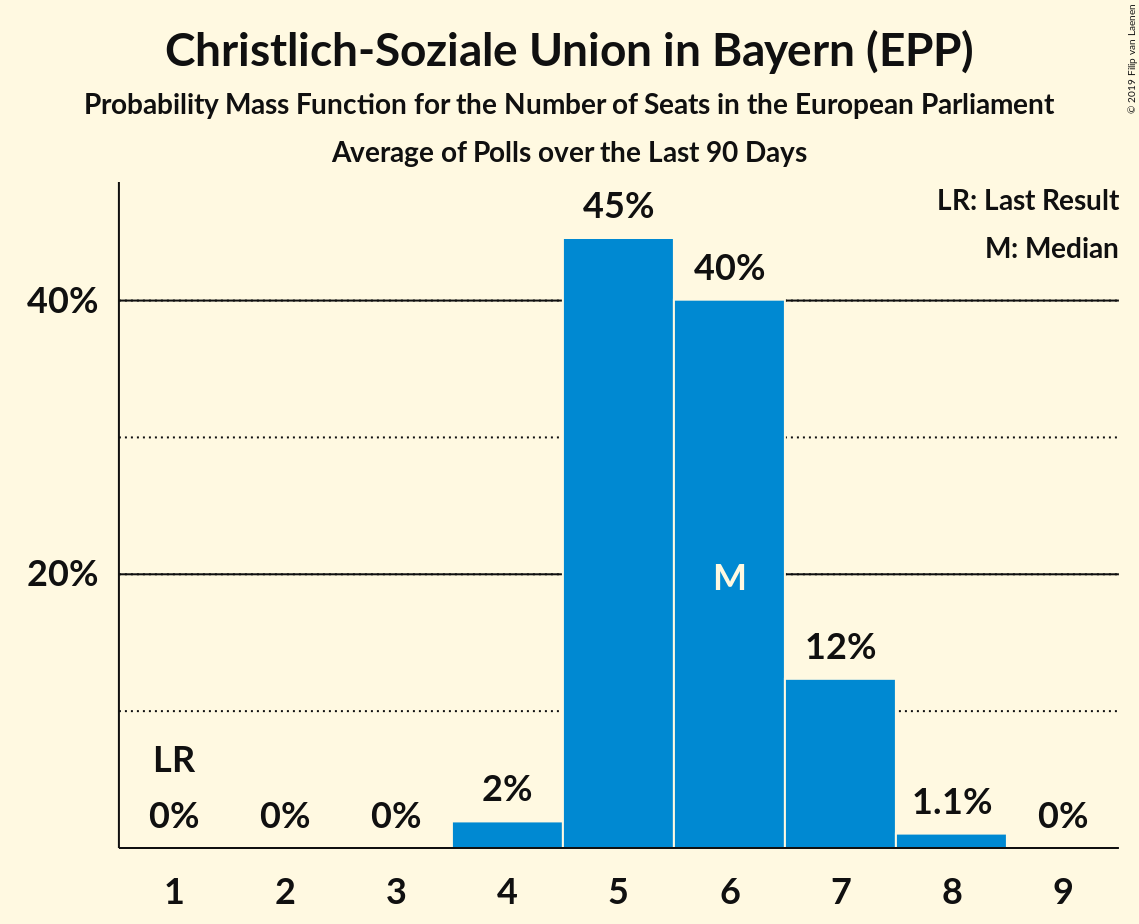 Christlich-Soziale Union in Bayern (EPP)
Probability Mass Function for the Number of Seats in the European Parliament
Average of Polls over the Last 90 Days
© 2019 Filip van Laenen
LR: Last Result
M: Median
45%
40%
40%
20%
M
12%
LR
0%
0%
0%
2%
1.1%
0%
1 2 3 4 5 6 7 8 9